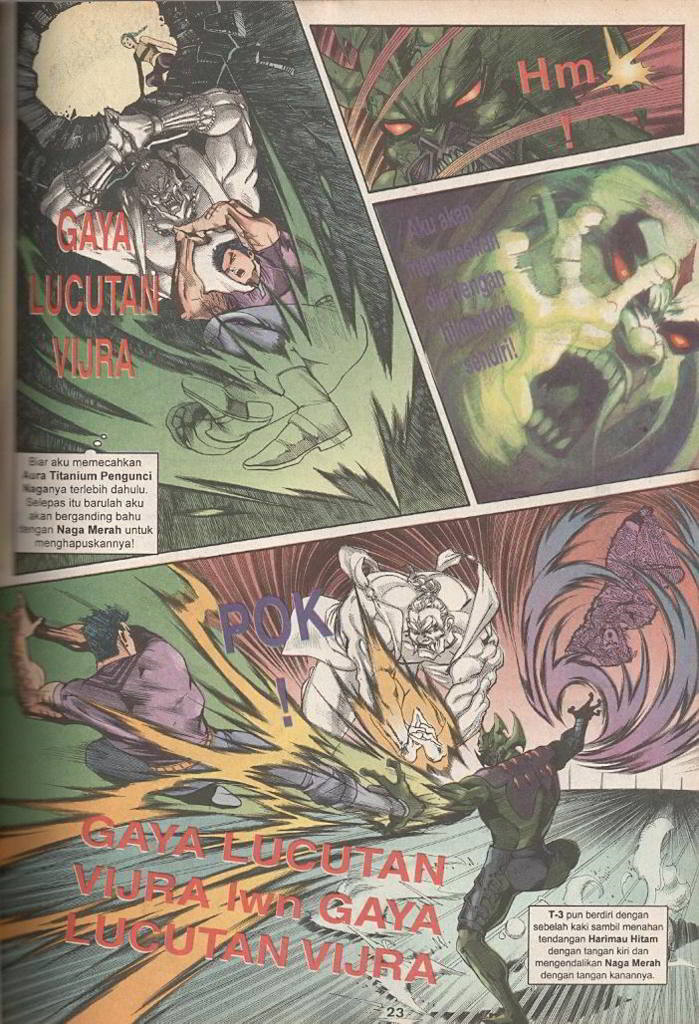 GAYA
LUCUTAN
VIJRA
Hm
!
Aku akan
menewaskan
dia dengan
sendiri!
Biar aku memecahkan
Aura Titanium Pengunci
Naganya terlebih dahulu.
Selepas itu barulah aku
akan berganding bahu
dengan Naga Merah untuk
menghapuskannya!
POK
!
GAYA LUCUTAN
VIJRA lwn GAYA
LUCUTAN VIJRA
T-3 pun berdiri dengan
sebelah kaki sambil menahan
tendangan Harimau Hitam
dengan tangan kiri dan
mengendalikan Naga Merah
dengan tangan kanannya.
23